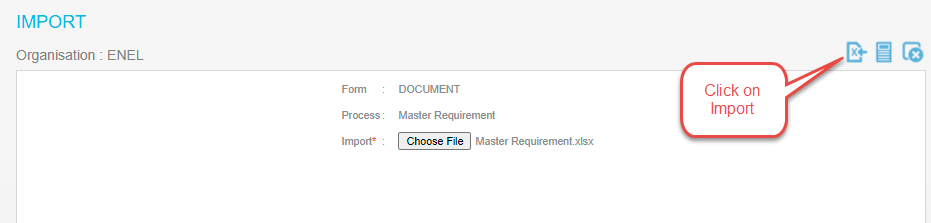 IMPORT
Organisation : ENEL
Form : DOCUMENT
Process : Master Requirement
Import* : Choose File Master Requirement.xlsx
Click on
Import